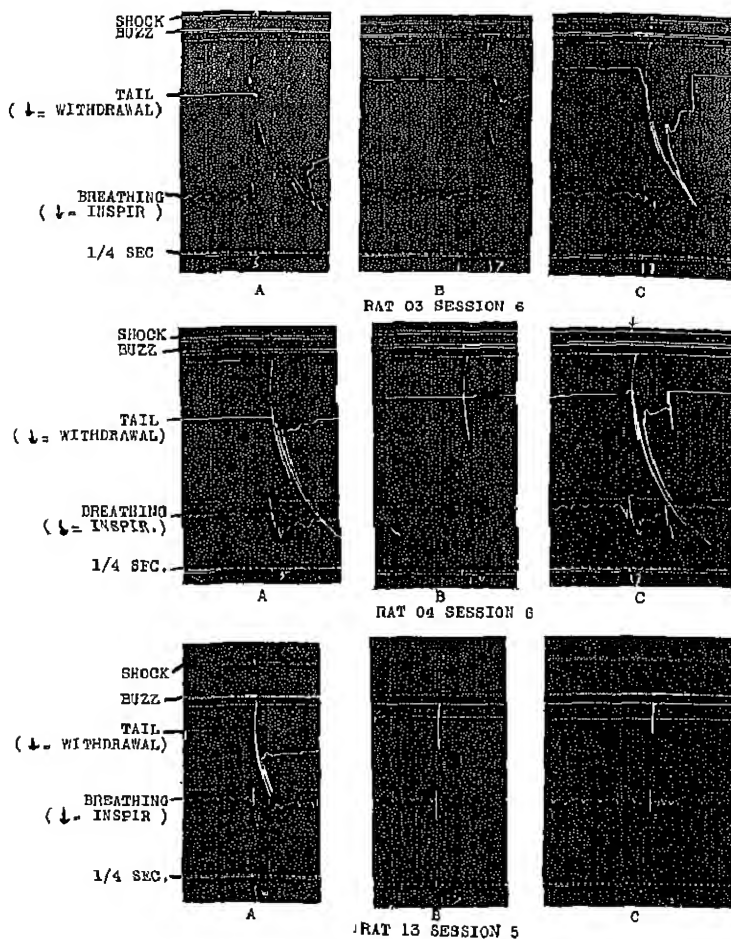 SHOCK
BUZZ
TAIL
( ↓= WITHDRAWAL)
BREATHING
( ↓= INSPIR )
1/4 SEC
A B C
RAT 03 SESSION 6
SHOCK
BUZZ
TAIL
( ↓= WITHDRAWAL)
BREATHING
( ↓= INSPIR.)
1/4 SEC.
A B C
RAT 04 SESSION 6
SHOCK
BUZZ
TAIL
( ↓= WITHDRAWAL)
BREATHING
( ↓= INSPIR )
1/4 SEC.
A B C
RAT 13 SESSION 5